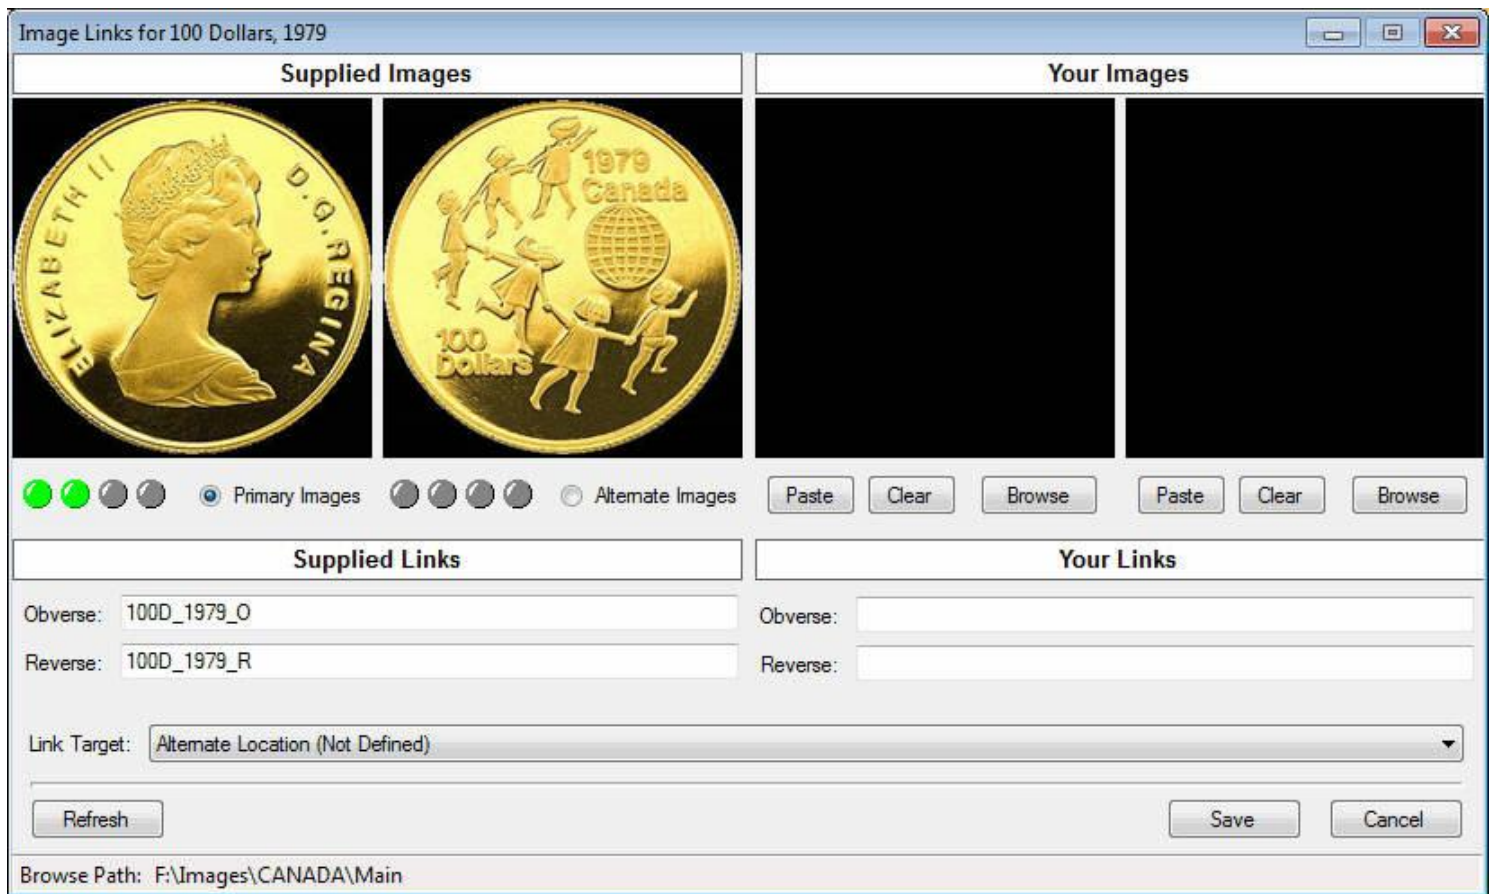 Image Links for 100 Dollars, 1979
Supplied Images
Your Images
ELIZABETH II D.G.REGINA
1979
Canada
100
Dollars
Primary Images
Alternate Images
Paste
Clear
Browse
Paste
Clear
Browse
Supplied Links
Your Links
Obverse: 100D_1979_O
Obverse:
Reverse: 100D_1979_R
Reverse:
Link Target: Alternate Location (Not Defined)
Refresh
Save
Cancel
Browse Path: F:\Images\CANADA\Main